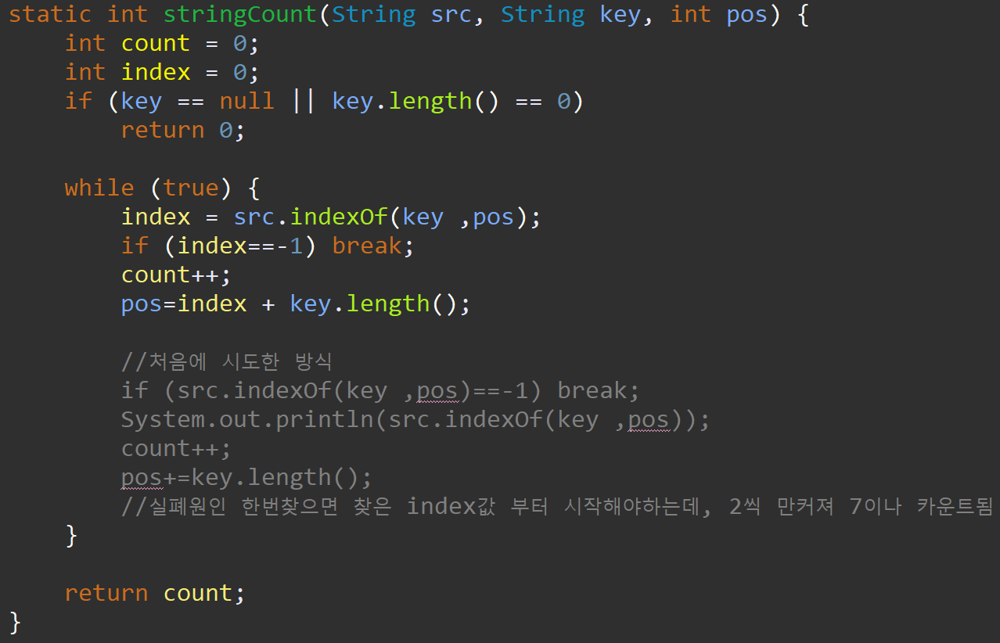 static int stringCount(String src, String key, int pos) {
    int count = 0;
    int index = 0;
    if (key == null || key.length() == 0)
        return 0;

    while (true) {
        index = src.indexOf(key ,pos);
        if (index==-1) break;
        count++;
        pos=index + key.length();

        //처음에 시도한 방식
        if (src.indexOf(key ,pos)==-1) break;
        System.out.println(src.indexOf(key ,pos));
        count++;
        pos+=key.length();
        //실폐원인 한번찾으면 찾은 index값 부터 시작해야하는데, 2씩 만커져 7이나 카운트됨
    }

    return count;
}